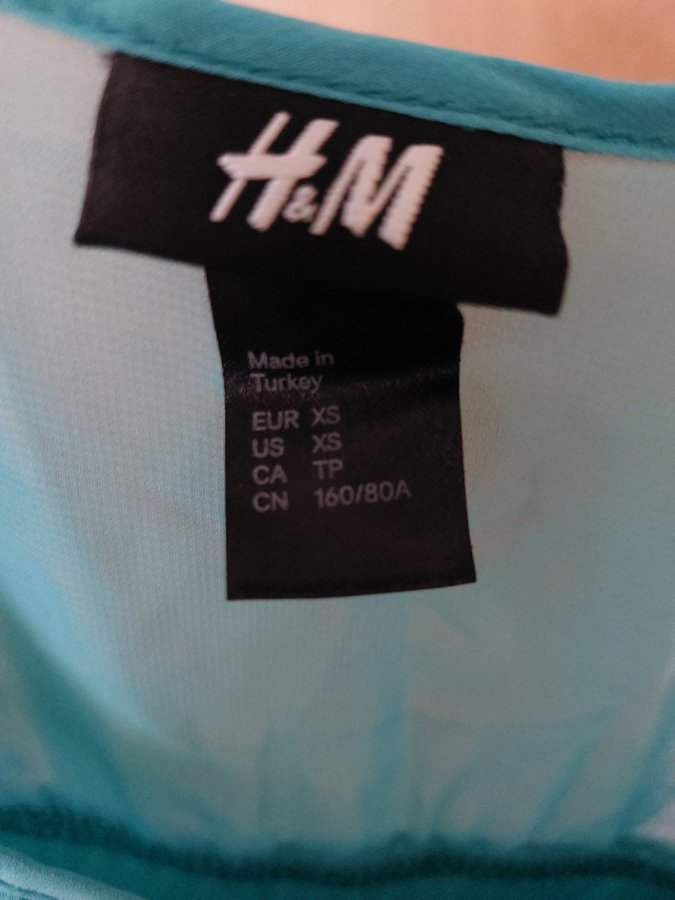 H&M
Made in
Turkey
EUR XS
US XS
CA TP
CN 160/80A